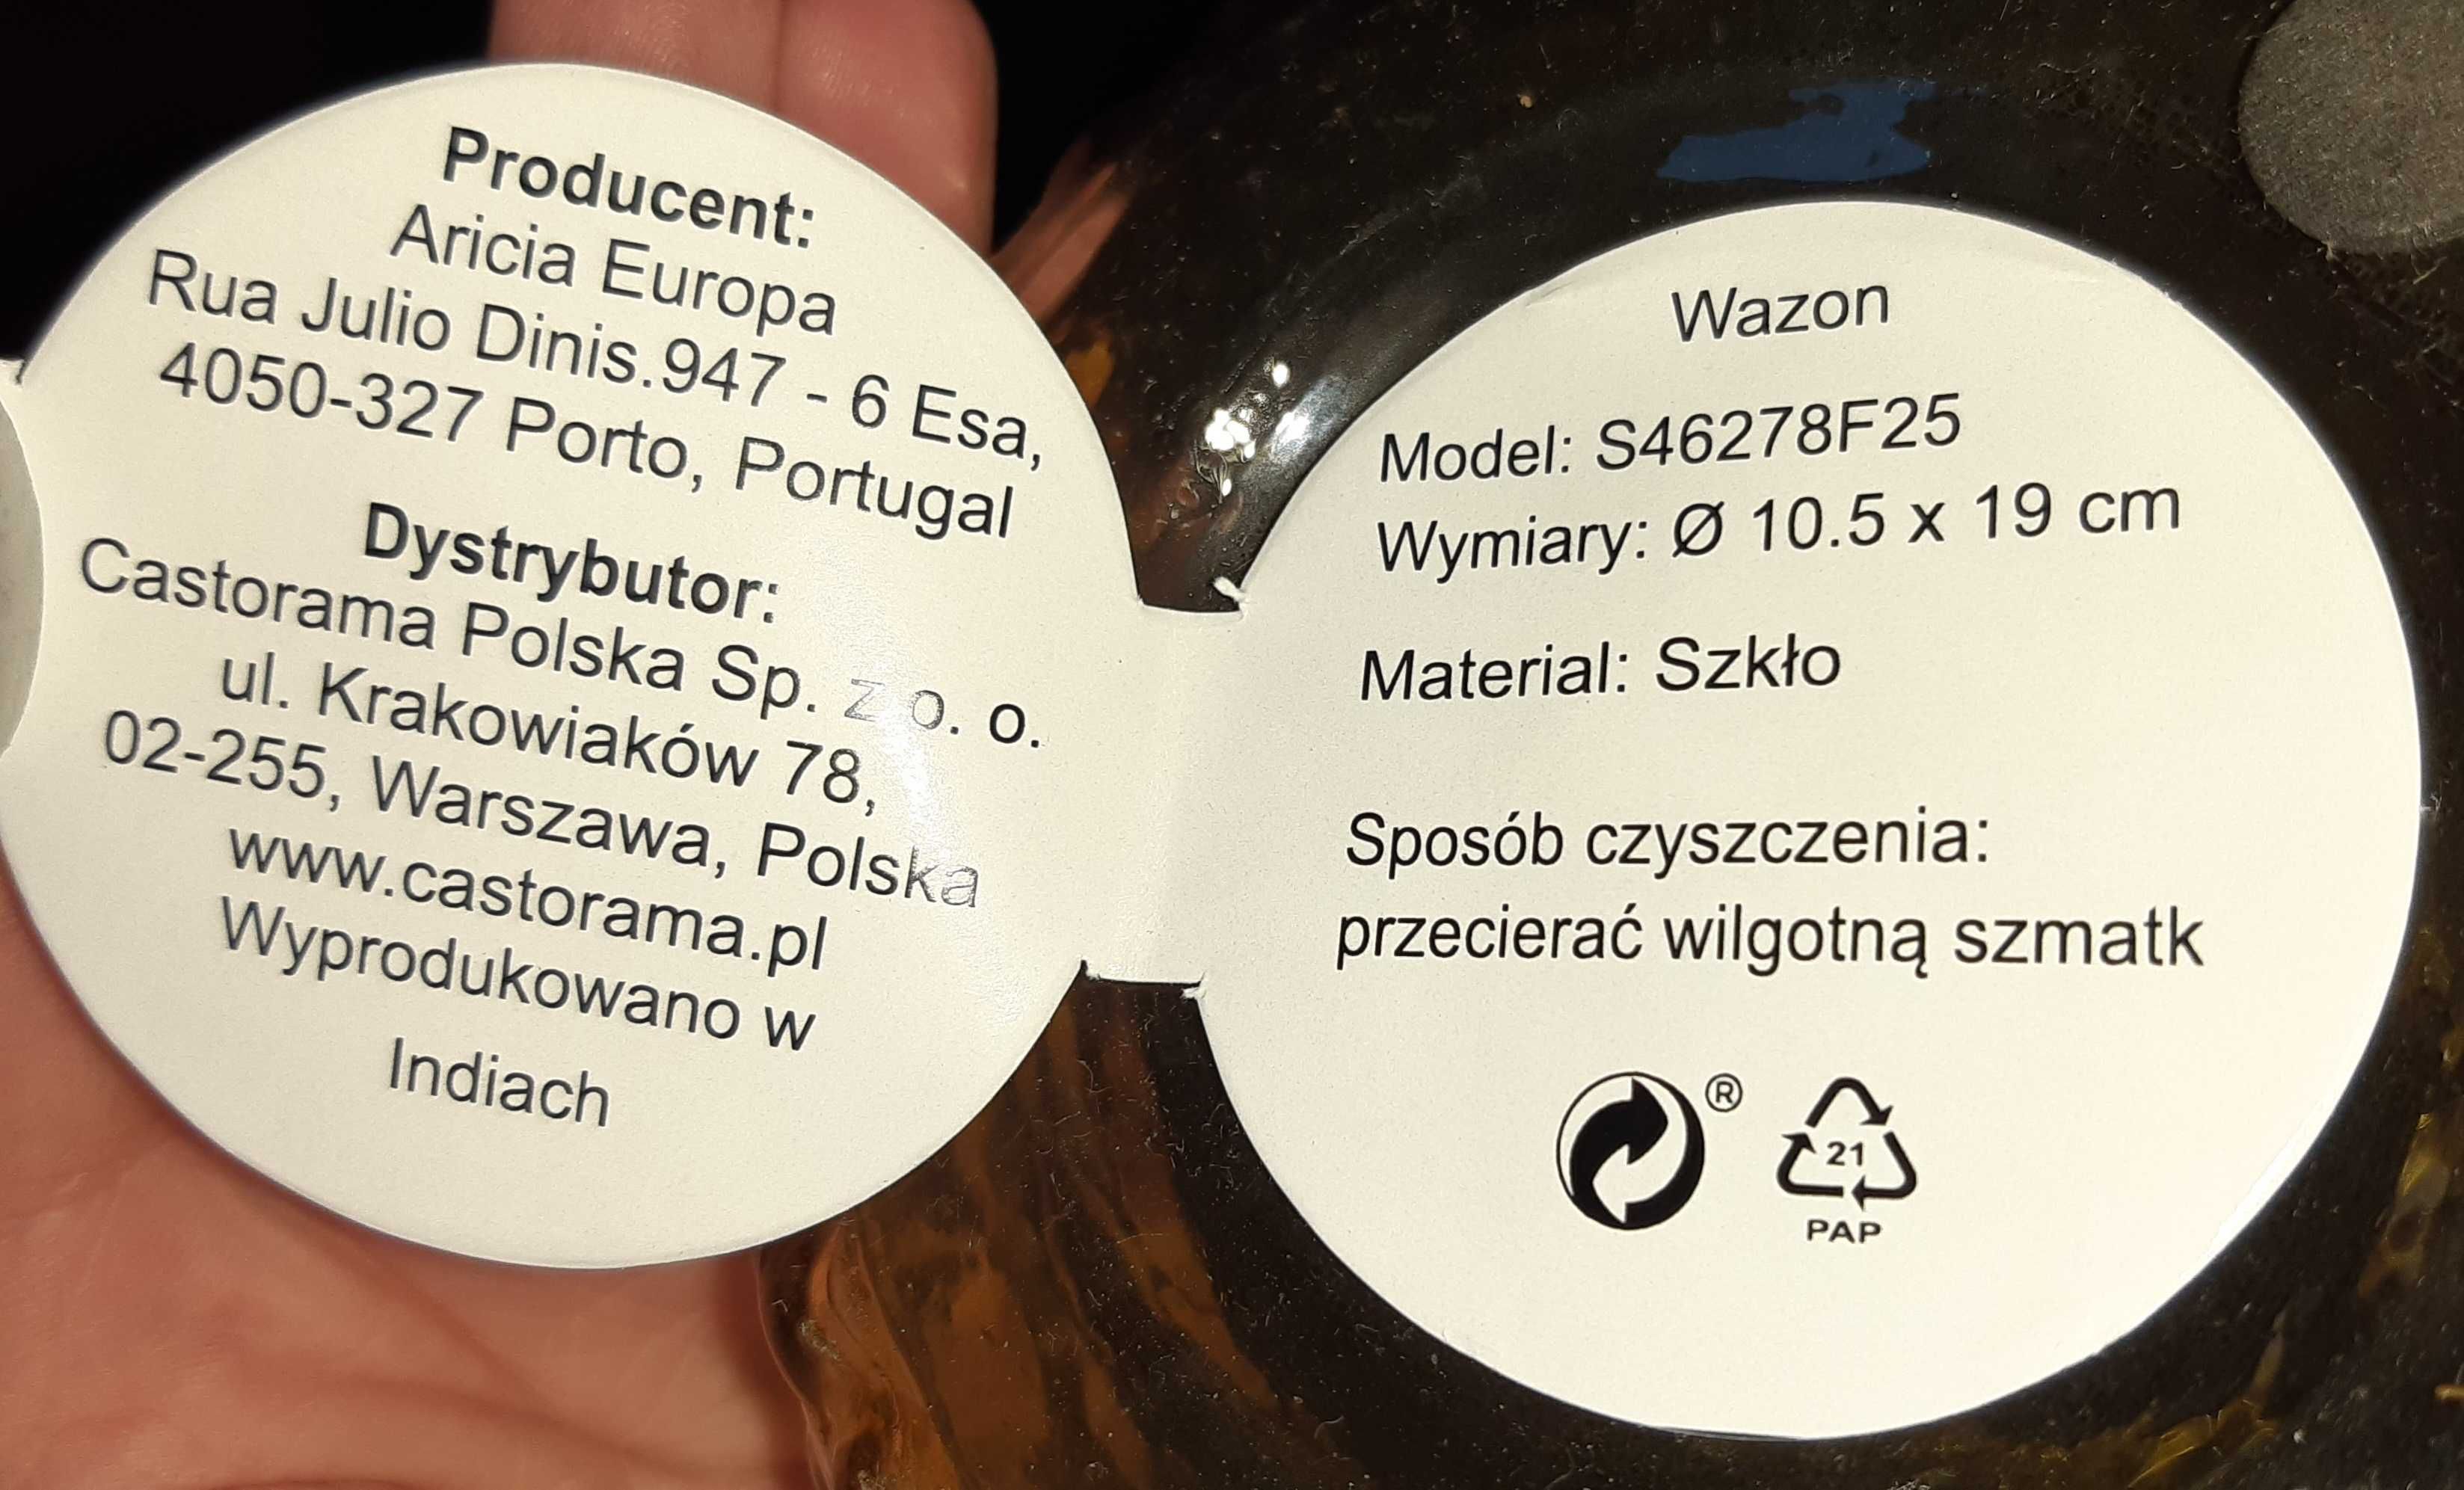 Producent:
Aricia Europa
Rua Julio Dinis.947 - 6 Esa,
4050-327 Porto, Portugal
Dystrybutor:
Castorama Polska Sp. z o. o.
ul. Krakowiaków 78,
02-255, Warszawa, Polska
www.castorama.pl
Wyprodukowano w
Indiach
Wazon
Model: S46278F25
Wymiary: Ø 10.5 x 19 cm
Material: Szkło
Sposób czyszczenia:
przecierać wilgotną szmatk
®
21
PAP